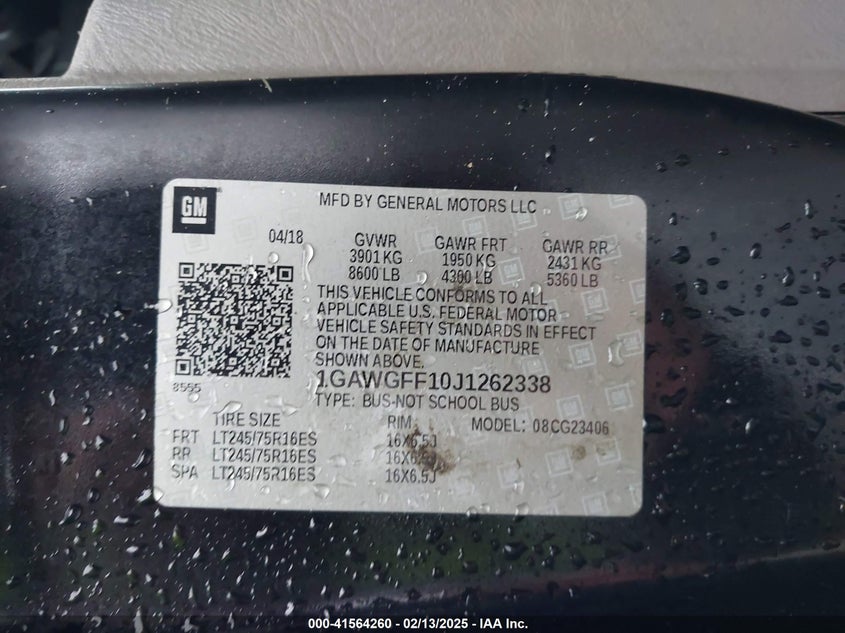 GM
MFD BY GENERAL MOTORS LLC
04/18 GVWR GAWR FRT GAWR RR
3901 KG 1950 KG 2431 KG
8600 LB 4300 LB 5360 LB
THIS VEHICLE CONFORMS TO ALL
APPLICABLE U.S. FEDERAL MOTOR
VEHICLE SAFETY STANDARDS IN EFFECT
ON THE DATE OF MANUFACTURE
SHOWN ABOVE.
8555
1GAWGFF10J1262338
TYPE: BUS-NOT SCHOOL BUS
TIRE SIZE RIM MODEL: 08CG23406
FRT LT245/75R16ES 16X6.5J
RR LT245/75R16ES 16X6.5J
SPA LT245/75R16ES 16X6.5J
000-41564260 - 02/13/2025 - IAA Inc.